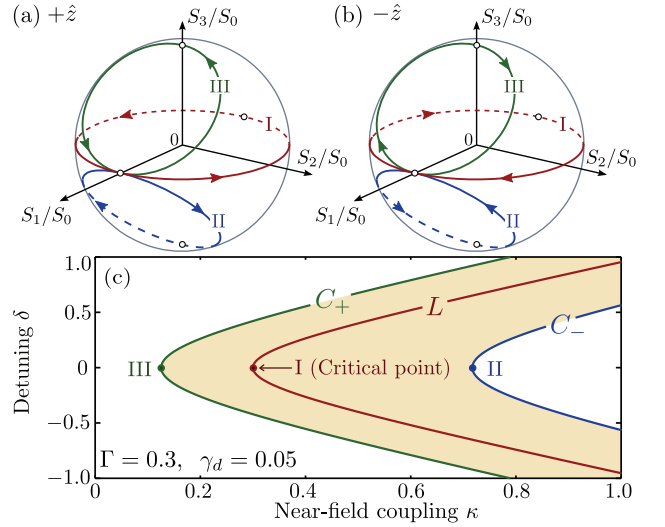 (a) +ẑ
S₃/S₀
III
I
0
S₂/S₀
S₁/S₀
II
(b) −ẑ
S₃/S₀
III
I
0
S₂/S₀
S₁/S₀
II
(c)
Detuning δ
1.0
0.5
0
−0.5
−1.0
C₊
L
C₋
III
I (Critical point)
II
Γ = 0.3, γ_d = 0.05
0 0.2 0.4 0.6 0.8 1.0
Near-field coupling κ